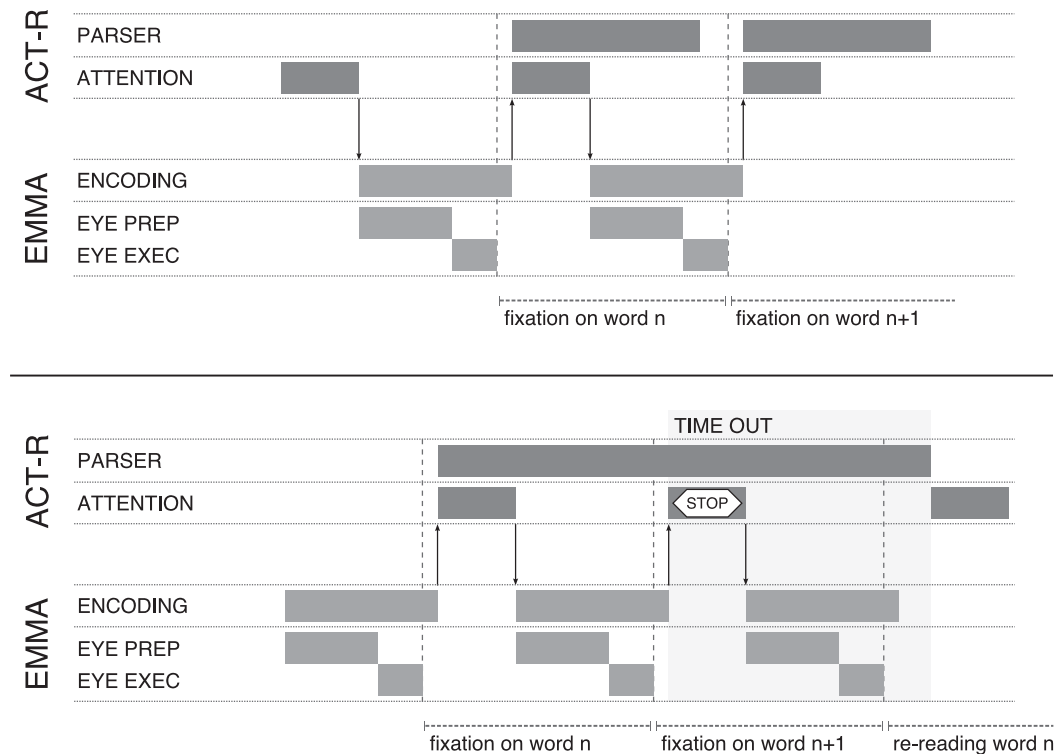 ACT-R
PARSER
ATTENTION
EMMA
ENCODING
EYE PREP
EYE EXEC
fixation on word n
fixation on word n+1
TIME OUT
ACT-R
PARSER
ATTENTION
STOP
EMMA
ENCODING
EYE PREP
EYE EXEC
fixation on word n
fixation on word n+1
re-reading word n